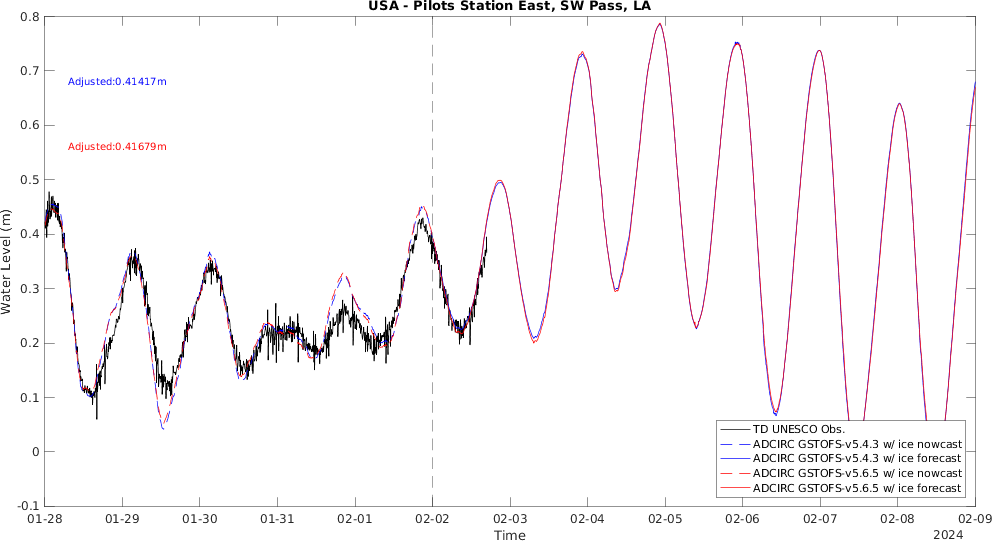 USA - Pilots Station East, SW Pass, LA
0.8
0.7
Adjusted:0.41417m
0.6
Adjusted:0.41679m
0.5
0.4
Water Level (m)
0.3
0.2
0.1
0
-0.1
TD UNESCO Obs.
ADCIRC GSTOFS-v5.4.3 w/ ice nowcast
ADCIRC GSTOFS-v5.4.3 w/ ice forecast
ADCIRC GSTOFS-v5.6.5 w/ ice nowcast
ADCIRC GSTOFS-v5.6.5 w/ ice forecast
01-28 01-29 01-30 01-31 02-01 02-02 02-03 02-04 02-05 02-06 02-07 02-08 02-09
Time
2024